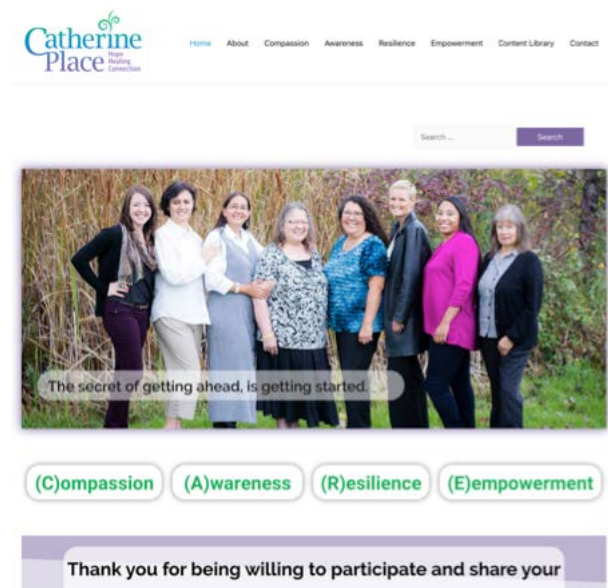 Catherine
Place Hope
Healing
Connection
Home About Compassion Awareness Resilience Empowerment Content Library Contact
Search ... Search
The secret of getting ahead, is getting started.
(C)ompassion (A)wareness (R)esilience (E)empowerment
Thank you for being willing to participate and share your